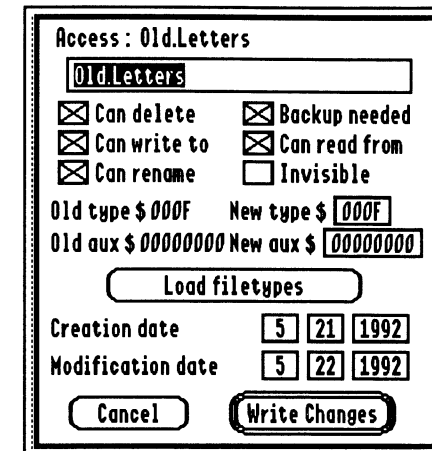 Access : Old.Letters
Old.Letters
Can delete Backup needed
Can write to Can read from
Can rename Invisible
Old type $ 000F New type $ 000F
Old aux $ 00000000 New aux $ 00000000
Load filetypes
Creation date 5 21 1992
Modification date 5 22 1992
Cancel Write Changes